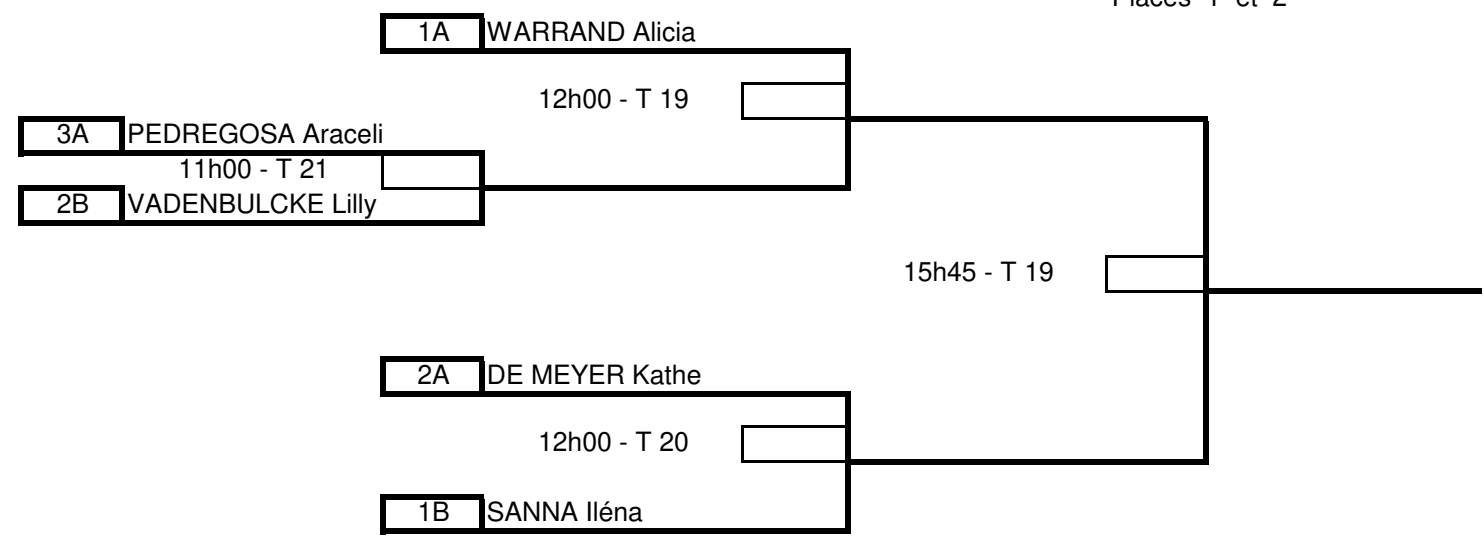 Places 1 et 2
1A WARRAND Alicia
12h00 - T 19
3A PEDREGOSA Araceli
11h00 - T 21
2B VADENBULCKE Lilly
15h45 - T 19
2A DE MEYER Kathe
12h00 - T 20
1B SANNA Iléna